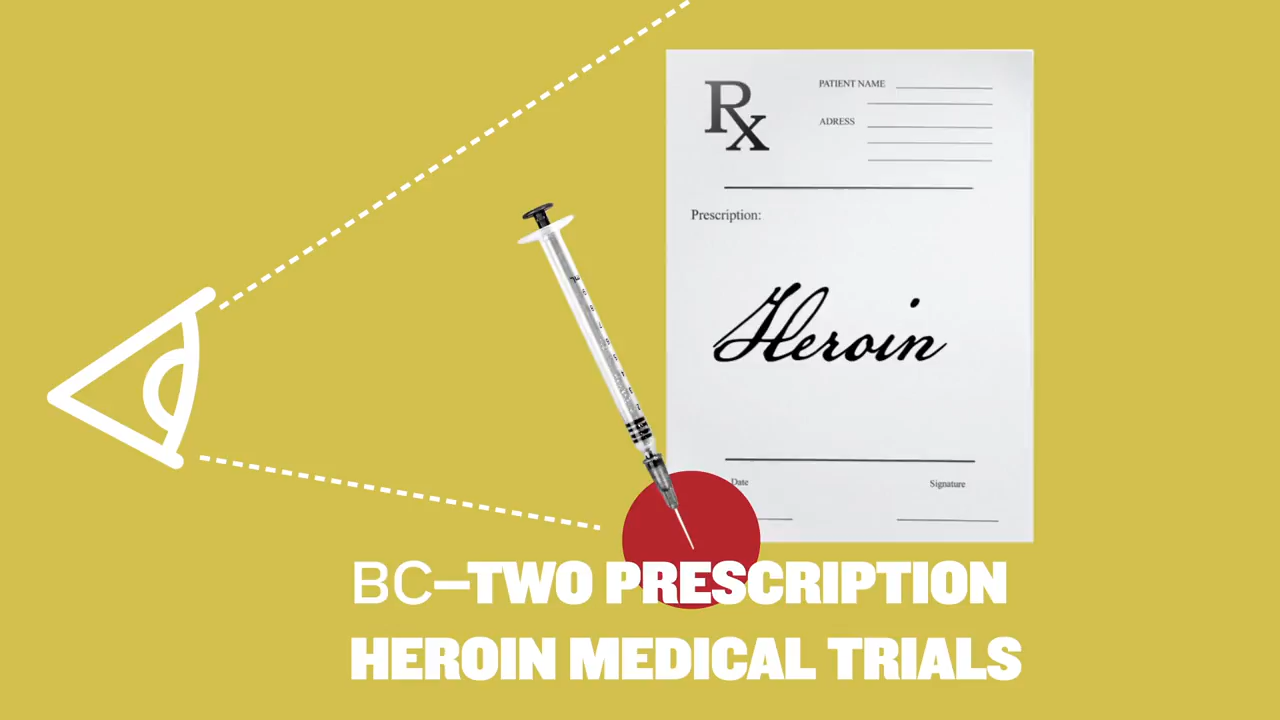 Rx
PATIENT NAME
ADRESS
Prescription:
Heroin
Date
Signature
BC–TWO PRESCRIPTION
HEROIN MEDICAL TRIALS